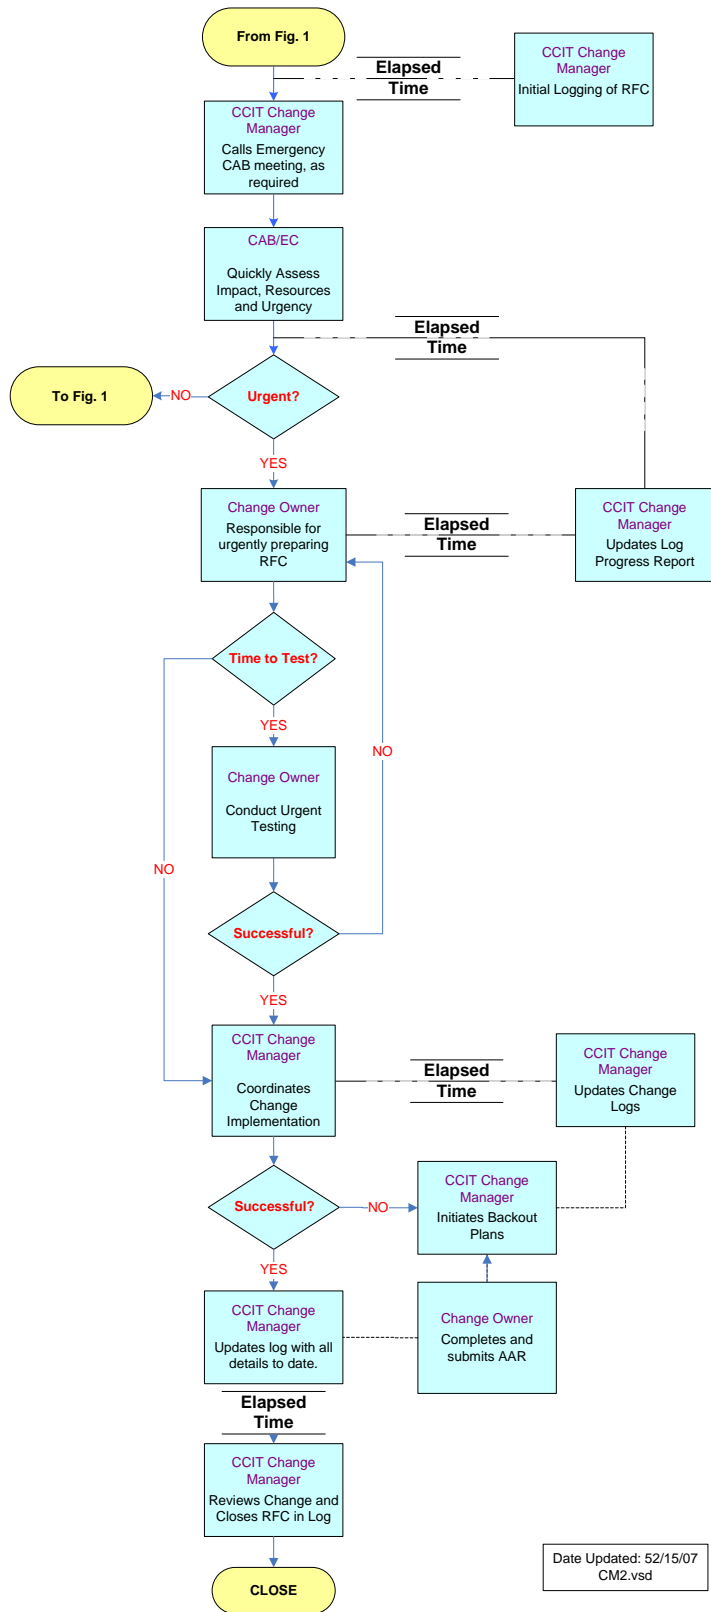 From Fig. 1
Elapsed
Time
CCIT Change
Manager
Initial Logging of RFC
CCIT Change
Manager
Calls Emergency
CAB meeting, as
required
CAB/EC
Quickly Assess
Impact, Resources
and Urgency
Elapsed
Time
To Fig. 1
NO
Urgent?
YES
Change Owner
Responsible for
urgently preparing
RFC
Elapsed
Time
CCIT Change
Manager
Updates Log
Progress Report
Time to Test?
YES
NO
Change Owner
Conduct Urgent
Testing
NO
Successful?
YES
CCIT Change
Manager
Coordinates
Change
Implementation
Elapsed
Time
CCIT Change
Manager
Updates Change
Logs
Successful?
NO
CCIT Change
Manager
Initiates Backout
Plans
YES
CCIT Change
Manager
Updates log with all
details to date.
Change Owner
Completes and
submits AAR
Elapsed
Time
CCIT Change
Manager
Reviews Change and
Closes RFC in Log
CLOSE
Date Updated: 52/15/07
CM2.vsd